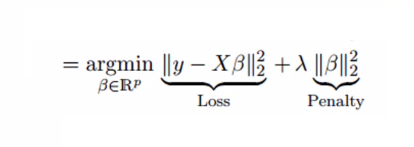 = argmin ‖y − Xβ‖₂² + λ ‖β‖₂²
β∈ℝᵖ
Loss Penalty